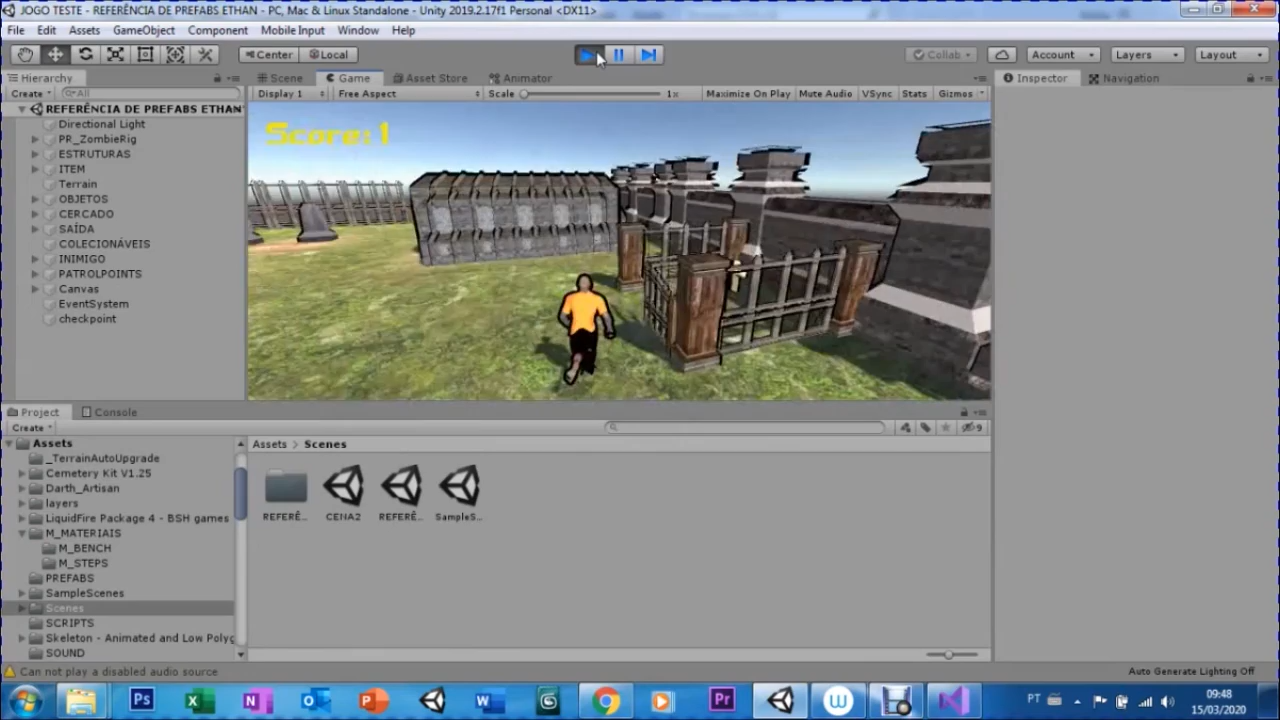 JOGO TESTE - REFERÊNCIA DE PREFABS ETHAN - PC, Mac & Linux Standalone - Unity 2019.2.17f1 Personal <DX11>
File Edit Assets GameObject Component Mobile Input Window Help
Center Local Collab Account Layers Layout
Hierarchy Scene Game Asset Store Animator Inspector Navigation
Create All Display 1 Free Aspect Scale 1x Maximize On Play Mute Audio VSync Stats Gizmos
REFERÊNCIA DE PREFABS ETHAN
Directional Light
PR_ZombieRig
ESTRUTURAS
ITEM
Terrain
OBJETOS
CERCADO
SAÍDA
COLECIONÁVEIS
INIMIGO
PATROLPOINTS
Canvas
EventSystem
checkpoint
Score:1
Project Console
Create 9
Assets
_TerrainAutoUpgrade
Cemetery Kit V1.25
Darth_Artisan
layers
LiquidFire Package 4 - BSH games
M_MATERIAIS
M_BENCH
M_STEPS
PREFABS
SampleScenes
Scenes
SCRIPTS
Skeleton - Animated and Low Polyg
SOUND
Assets > Scenes
REFERÊ... CENA2 REFERÊ... SampleS...
Can not play a disabled audio source
Auto Generate Lighting Off
Ps X N O P W 3 Pr W
PT
09:48
15/03/2020